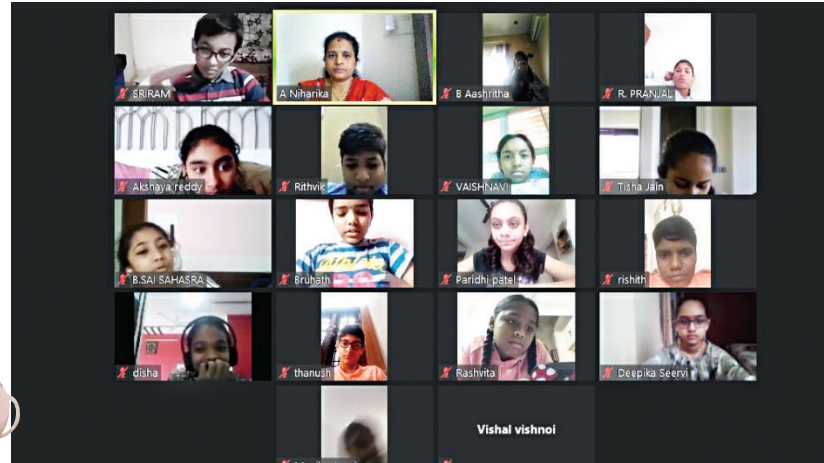 SRIRAM
A Niharika
B Aashritha
R. PRANJAL
Akshaya reddy
Rithvik
VAISHNAVI
Tisha Jain
B.SAI SAHASRA
Bruhath
Paridhi patel
rishith
disha
thanush
Rashvita
Deepika Seervi
Vishal vishnoi